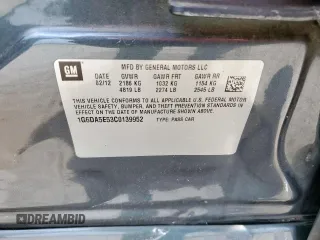 GM
MFD BY GENERAL MOTORS LLC
DATE GVWR GAWR FRT GAWR RR
02/12 2186 KG 1032 KG 1154 KG
4819 LB 2274 LB 2545 LB
THIS VEHICLE CONFORMS TO ALL APPLICABLE U.S. FEDERAL MOTOR VEHICLE
SAFETY, BUMPER, AND THEFT PREVENTION STANDARDS IN EFFECT
ON THE DATE OF MANUFACTURE SHOWN ABOVE.
1G6DA5E53C0139952 TYPE: PASS CAR
DREAMBID